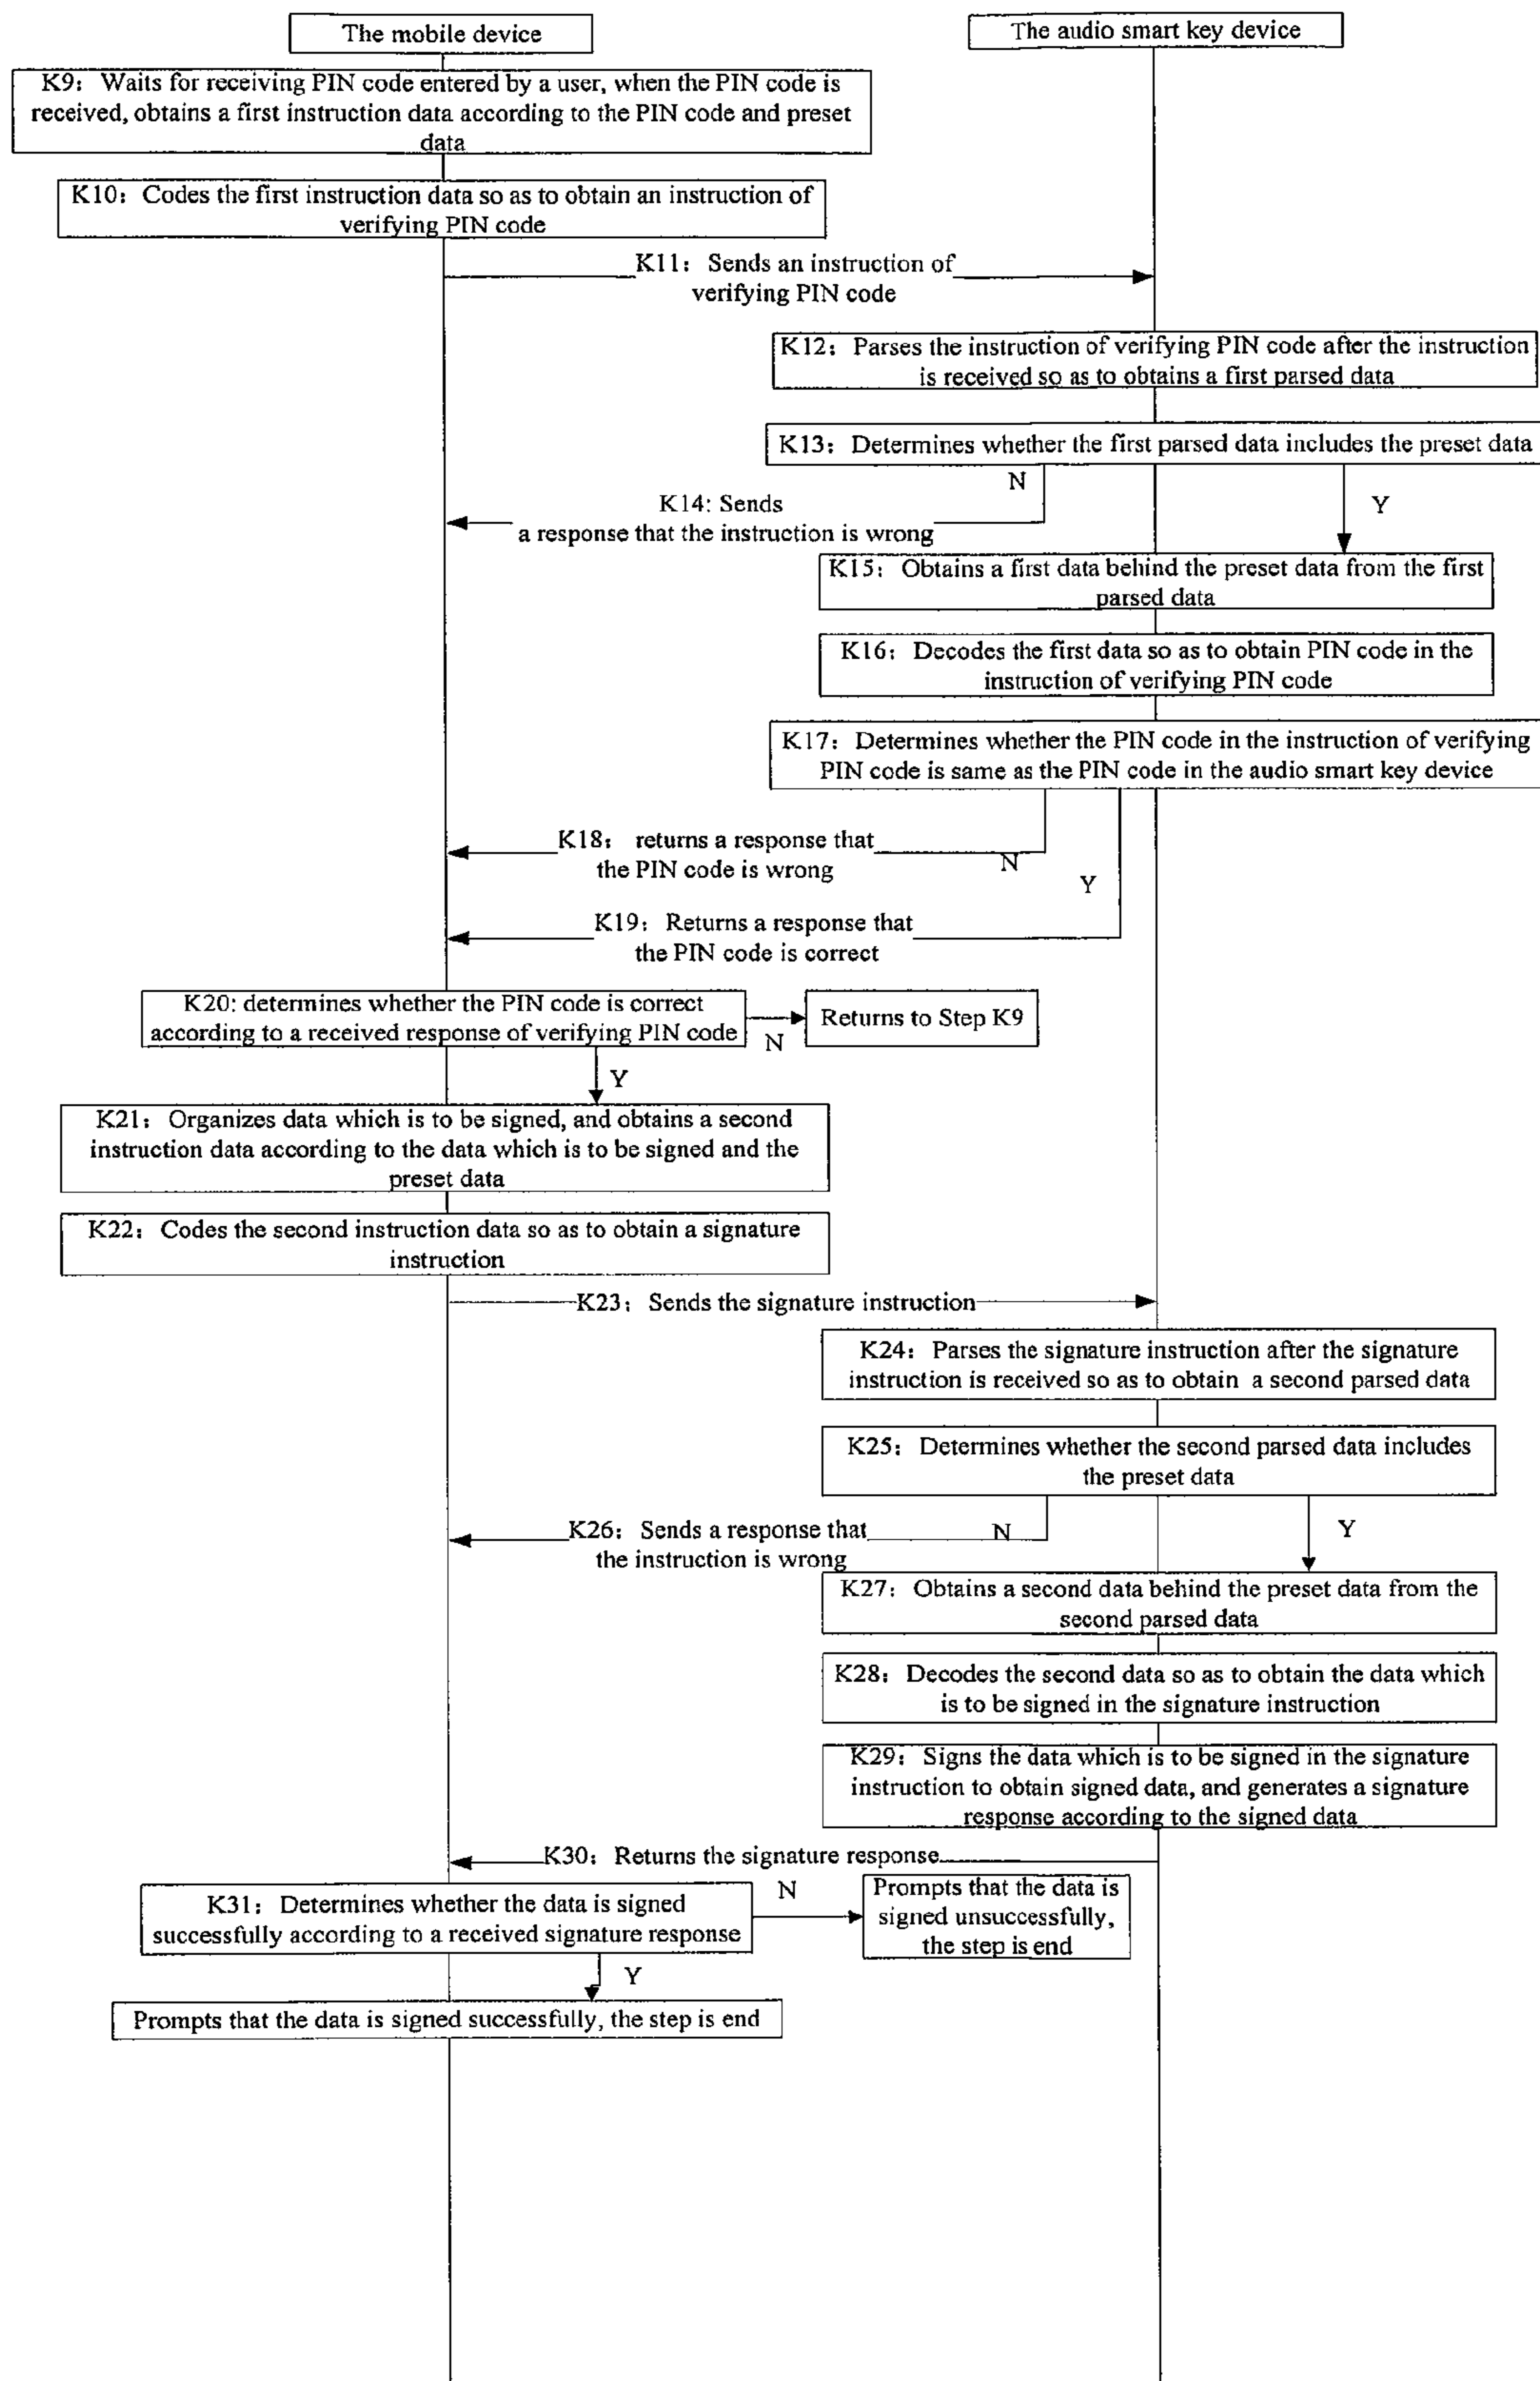 The mobile device
The audio smart key device
K9： Waits for receiving PIN code entered by a user, when the PIN code is
received, obtains a first instruction data according to the PIN code and preset
data
K10： Codes the first instruction data so as to obtain an instruction of
verifying PIN code
K11： Sends an instruction of
verifying PIN code
K12： Parses the instruction of verifying PIN code after the instruction
is received so as to obtains a first parsed data
K13： Determines whether the first parsed data includes the preset data
N
Y
K14: Sends
a response that the instruction is wrong
K15： Obtains a first data behind the preset data from the first
parsed data
K16： Decodes the first data so as to obtain PIN code in the
instruction of verifying PIN code
K17： Determines whether the PIN code in the instruction of verifying
PIN code is same as the PIN code in the audio smart key device
K18： returns a response that
the PIN code is wrong
N
Y
K19： Returns a response that
the PIN code is correct
K20: determines whether the PIN code is correct
according to a received response of verifying PIN code
N
Returns to Step K9
Y
K21： Organizes data which is to be signed, and obtains a second
instruction data according to the data which is to be signed and the
preset data
K22： Codes the second instruction data so as to obtain a signature
instruction
K23： Sends the signature instruction
K24： Parses the signature instruction after the signature
instruction is received so as to obtain a second parsed data
K25： Determines whether the second parsed data includes
the preset data
K26： Sends a response that
the instruction is wrong
N
Y
K27： Obtains a second data behind the preset data from the
second parsed data
K28： Decodes the second data so as to obtain the data which
is to be signed in the signature instruction
K29： Signs the data which is to be signed in the signature
instruction to obtain signed data, and generates a signature
response according to the signed data
K30： Returns the signature response
K31： Determines whether the data is signed
successfully according to a received signature response
N
Prompts that the data is
signed unsuccessfully,
the step is end
Y
Prompts that the data is signed successfully, the step is end